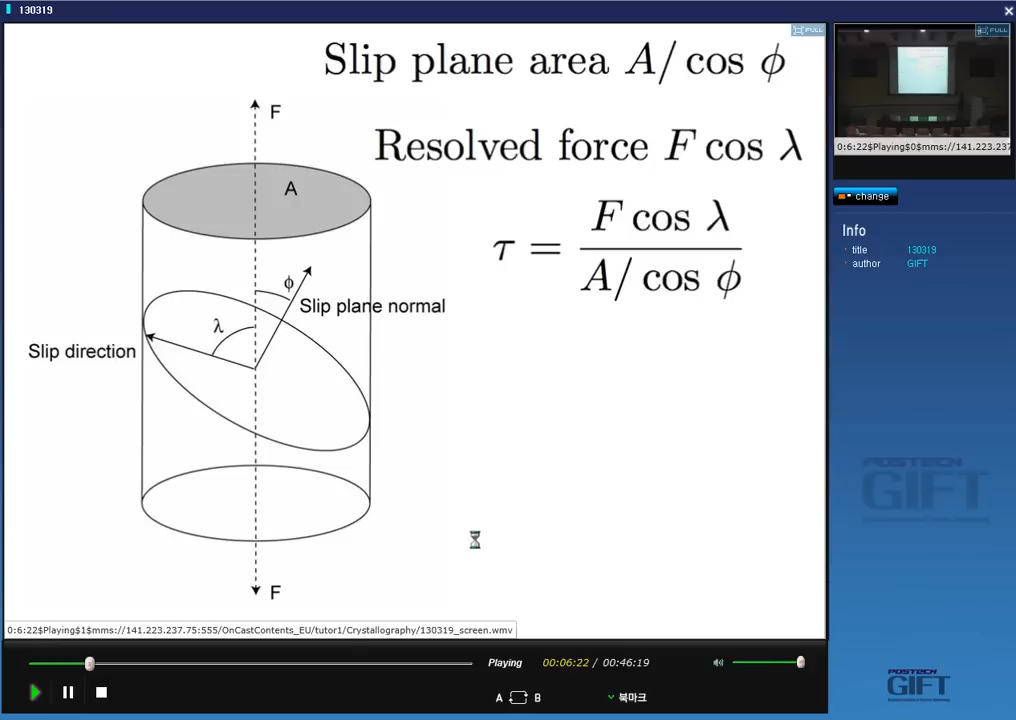 130319
FULL
FULL
Slip plane area A/ cos ϕ
Resolved force F cos λ
τ = F cos λ / A/ cos ϕ
F
A
ϕ
Slip plane normal
λ
Slip direction
F
0:6:22$Playing$1$mms://141.223.237.75:555/OnCastContents_EU/tutor1/Crystallography/130319_screen.wmv
0:6:22$Playing$0$mms://141.223.237
change
Info
title 130319
author GIFT
POSTECH
GIFT
Playing 00:06:22 / 00:46:19
A B 북마크
POSTECH
GIFT